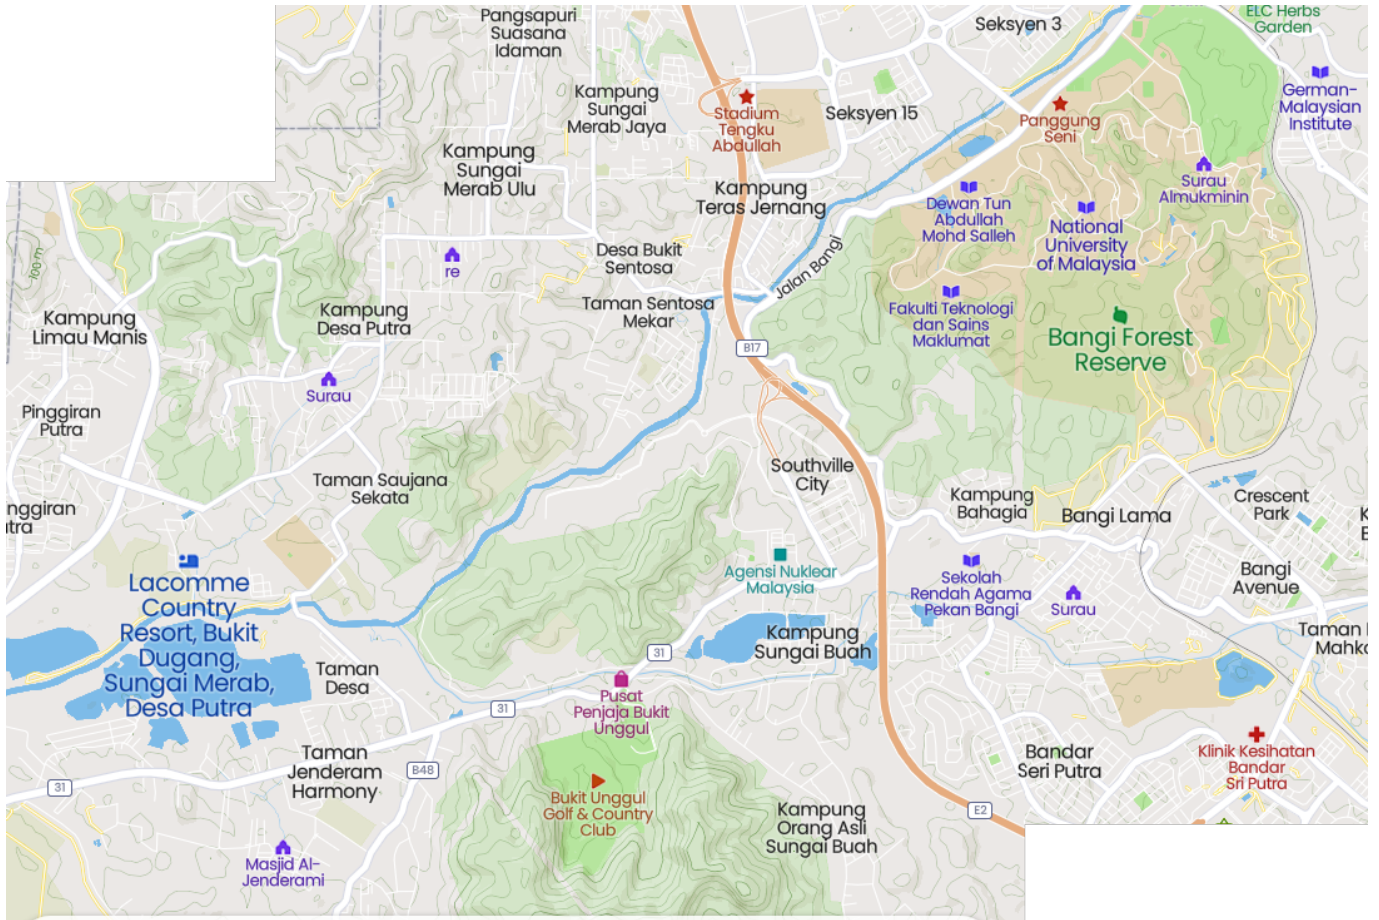 Pangsapuri
Suasana
Idaman
Seksyen 3
ELC Herbs
Garden
German-
Malaysian
Institute
Kampung
Sungai
Merab Jaya
Stadium
Tengku
Abdullah
Seksyen 15
Panggung
Seni
Kampung
Sungai
Merab Ulu
Kampung
Teras Jernang
Dewan Tun
Abdullah
Mohd Salleh
Surau
Almukminin
National
University
of Malaysia
100 m
re
Desa Bukit
Sentosa
Jalan Bangi
Taman Sentosa
Mekar
Kampung
Limau Manis
Kampung
Desa Putra
Fakulti Teknologi
dan Sains
Maklumat
Bangi Forest
Reserve
B17
Surau
Pinggiran
Putra
Taman Saujana
Sekata
Southville
City
Kampung
Bahagia
Bangi Lama
Crescent
Park
K
nggiran
utra
Lacomme
Country
Resort, Bukit
Dugang,
Sungai Merab,
Desa Putra
Agensi Nuklear
Malaysia
Sekolah
Rendah Agama
Pekan Bangi
Surau
Bangi
Avenue
Kampung
Sungai Buah
31
Taman
Mahko
Taman
Desa
Pusat
Penjaja Bukit
Unggul
31
Taman
Jenderam
Harmony
B48
31
Bandar
Seri Putra
Klinik Kesihatan
Bandar
Sri Putra
Bukit Unggul
Golf & Country
Club
Kampung
Orang Asli
Sungai Buah
E2
Masjid Al-
Jenderami